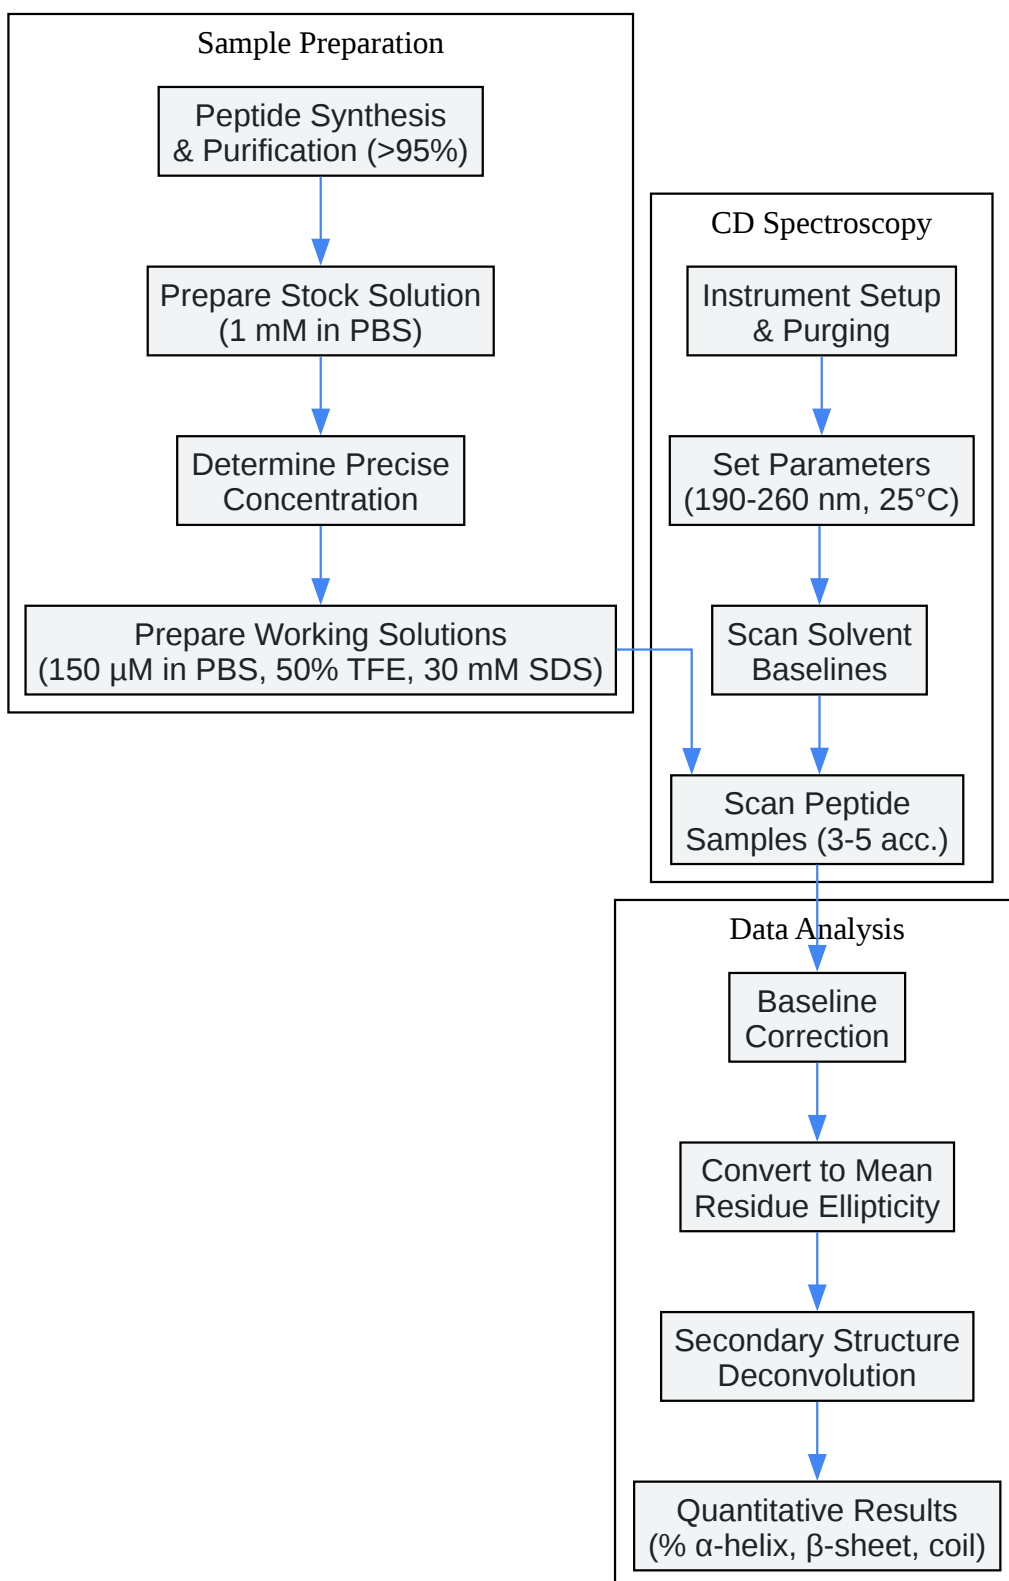 Sample Preparation
Peptide Synthesis
& Purification (>95%)
Prepare Stock Solution
(1 mM in PBS)
Determine Precise
Concentration
Prepare Working Solutions
(150 µM in PBS, 50% TFE, 30 mM SDS)
CD Spectroscopy
Instrument Setup
& Purging
Set Parameters
(190-260 nm, 25°C)
Scan Solvent
Baselines
Scan Peptide
Samples (3-5 acc.)
Data Analysis
Baseline
Correction
Convert to Mean
Residue Ellipticity
Secondary Structure
Deconvolution
Quantitative Results
(% α-helix, β-sheet, coil)